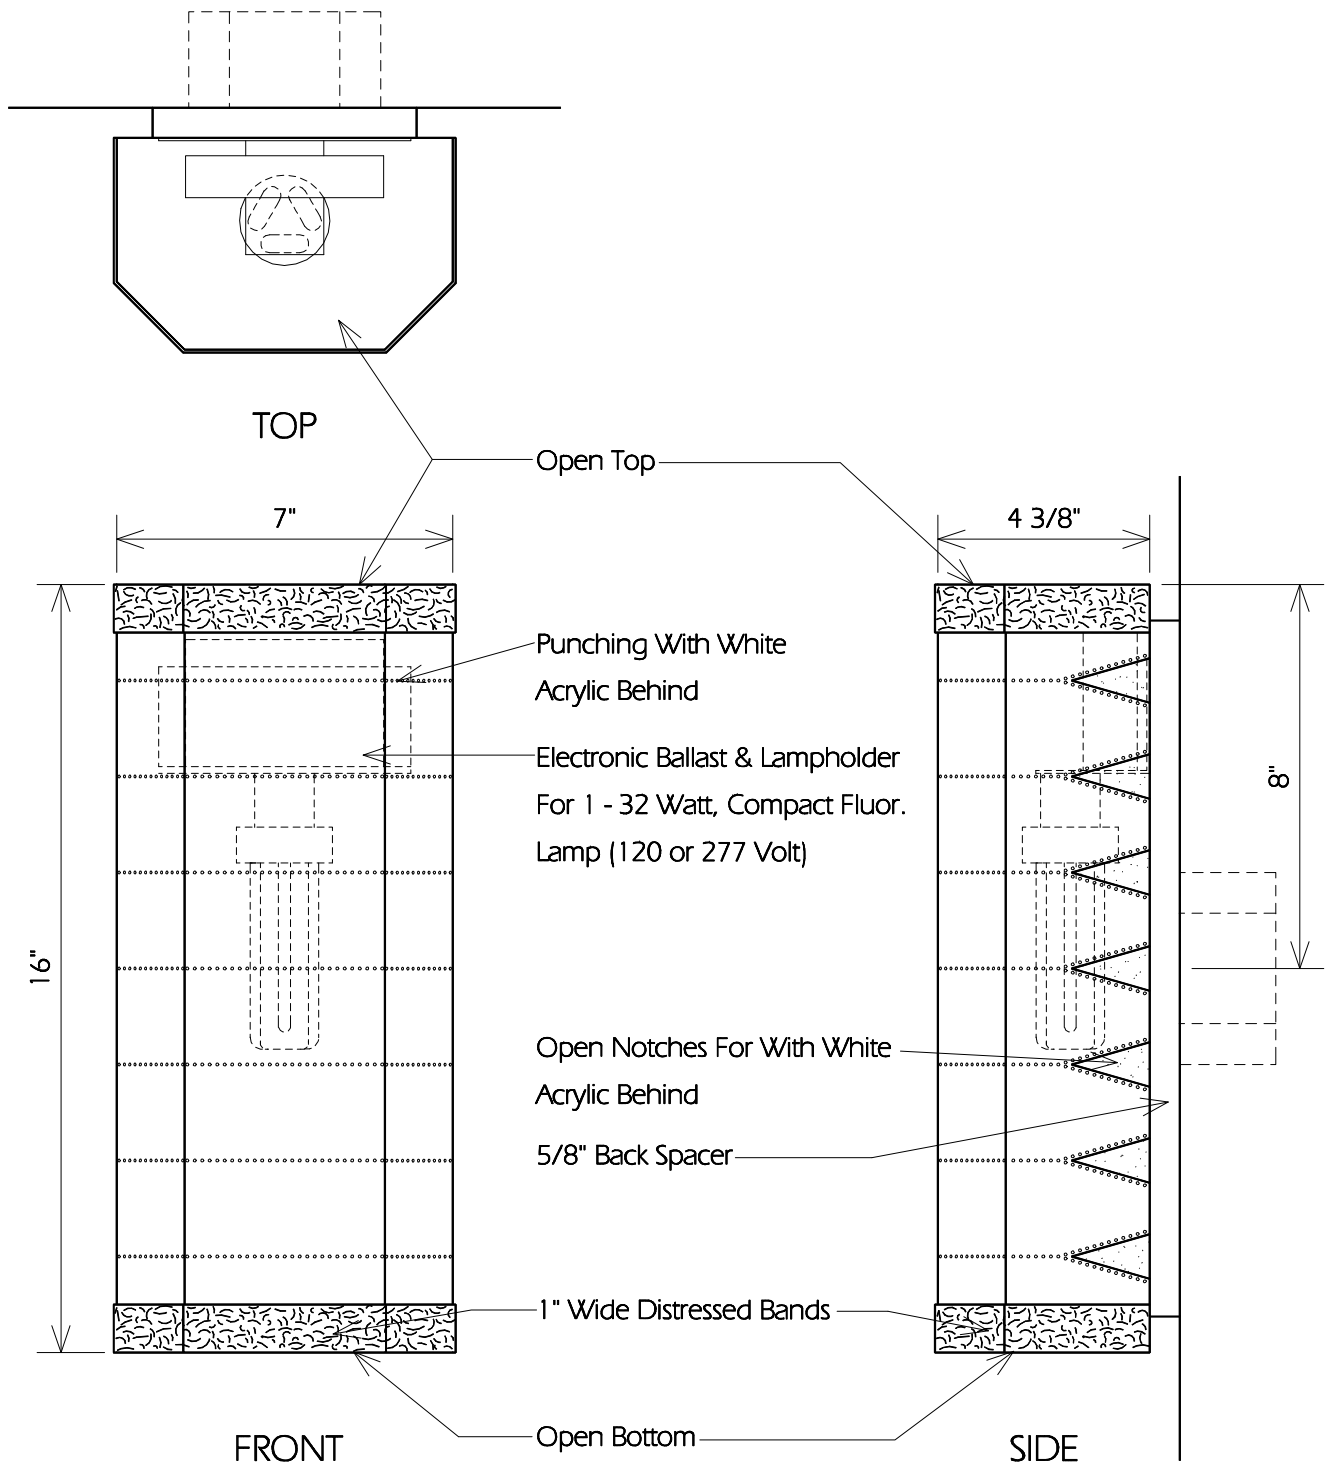 TOP
Open Top
7"
4 3/8"
Punching With White
Acrylic Behind
Electronic Ballast & Lampholder
For 1 - 32 Watt, Compact Fluor.
Lamp (120 or 277 Volt)
8"
16"
Open Notches For With White
Acrylic Behind
5/8" Back Spacer
1" Wide Distressed Bands
Open Bottom
FRONT
SIDE